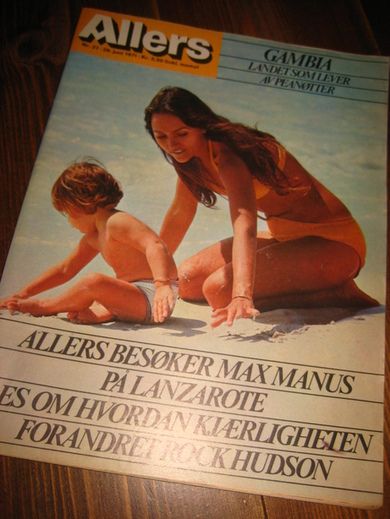 Allers
GAMBIA
LANDET SOM LEVER
AV PEANØTTER
ALLERS BESØKER MAX MANUS
PÅ LANZAROTE
ES OM HVORDAN KJÆRLIGHETEN
FORANDRET ROCK HUDSON